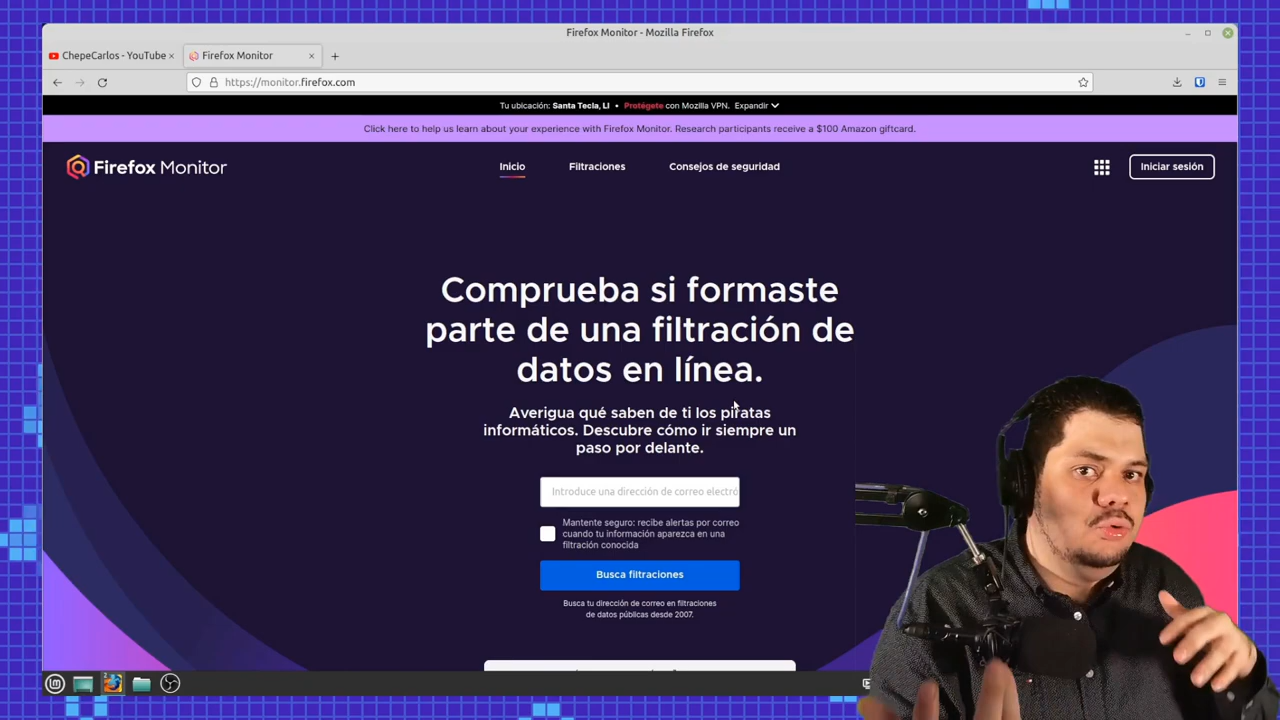 Firefox Monitor - Mozilla Firefox
ChepeCarlos - YouTube
Firefox Monitor
https://monitor.firefox.com
Tu ubicación: Santa Tecla, LI • Protégete con Mozilla VPN. Expandir
Click here to help us learn about your experience with Firefox Monitor. Research participants receive a $100 Amazon giftcard.
Firefox Monitor
Inicio
Filtraciones
Consejos de seguridad
Iniciar sesión
Comprueba si formaste
parte de una filtración de
datos en línea.
Averigua qué saben de ti los piratas
informáticos. Descubre cómo ir siempre un
paso por delante.
Introduce una dirección de correo electró
Mantente seguro: recibe alertas por correo
cuando tu información aparezca en una
filtración conocida
Busca filtraciones
Busca tu dirección de correo en filtraciones
de datos públicas desde 2007.